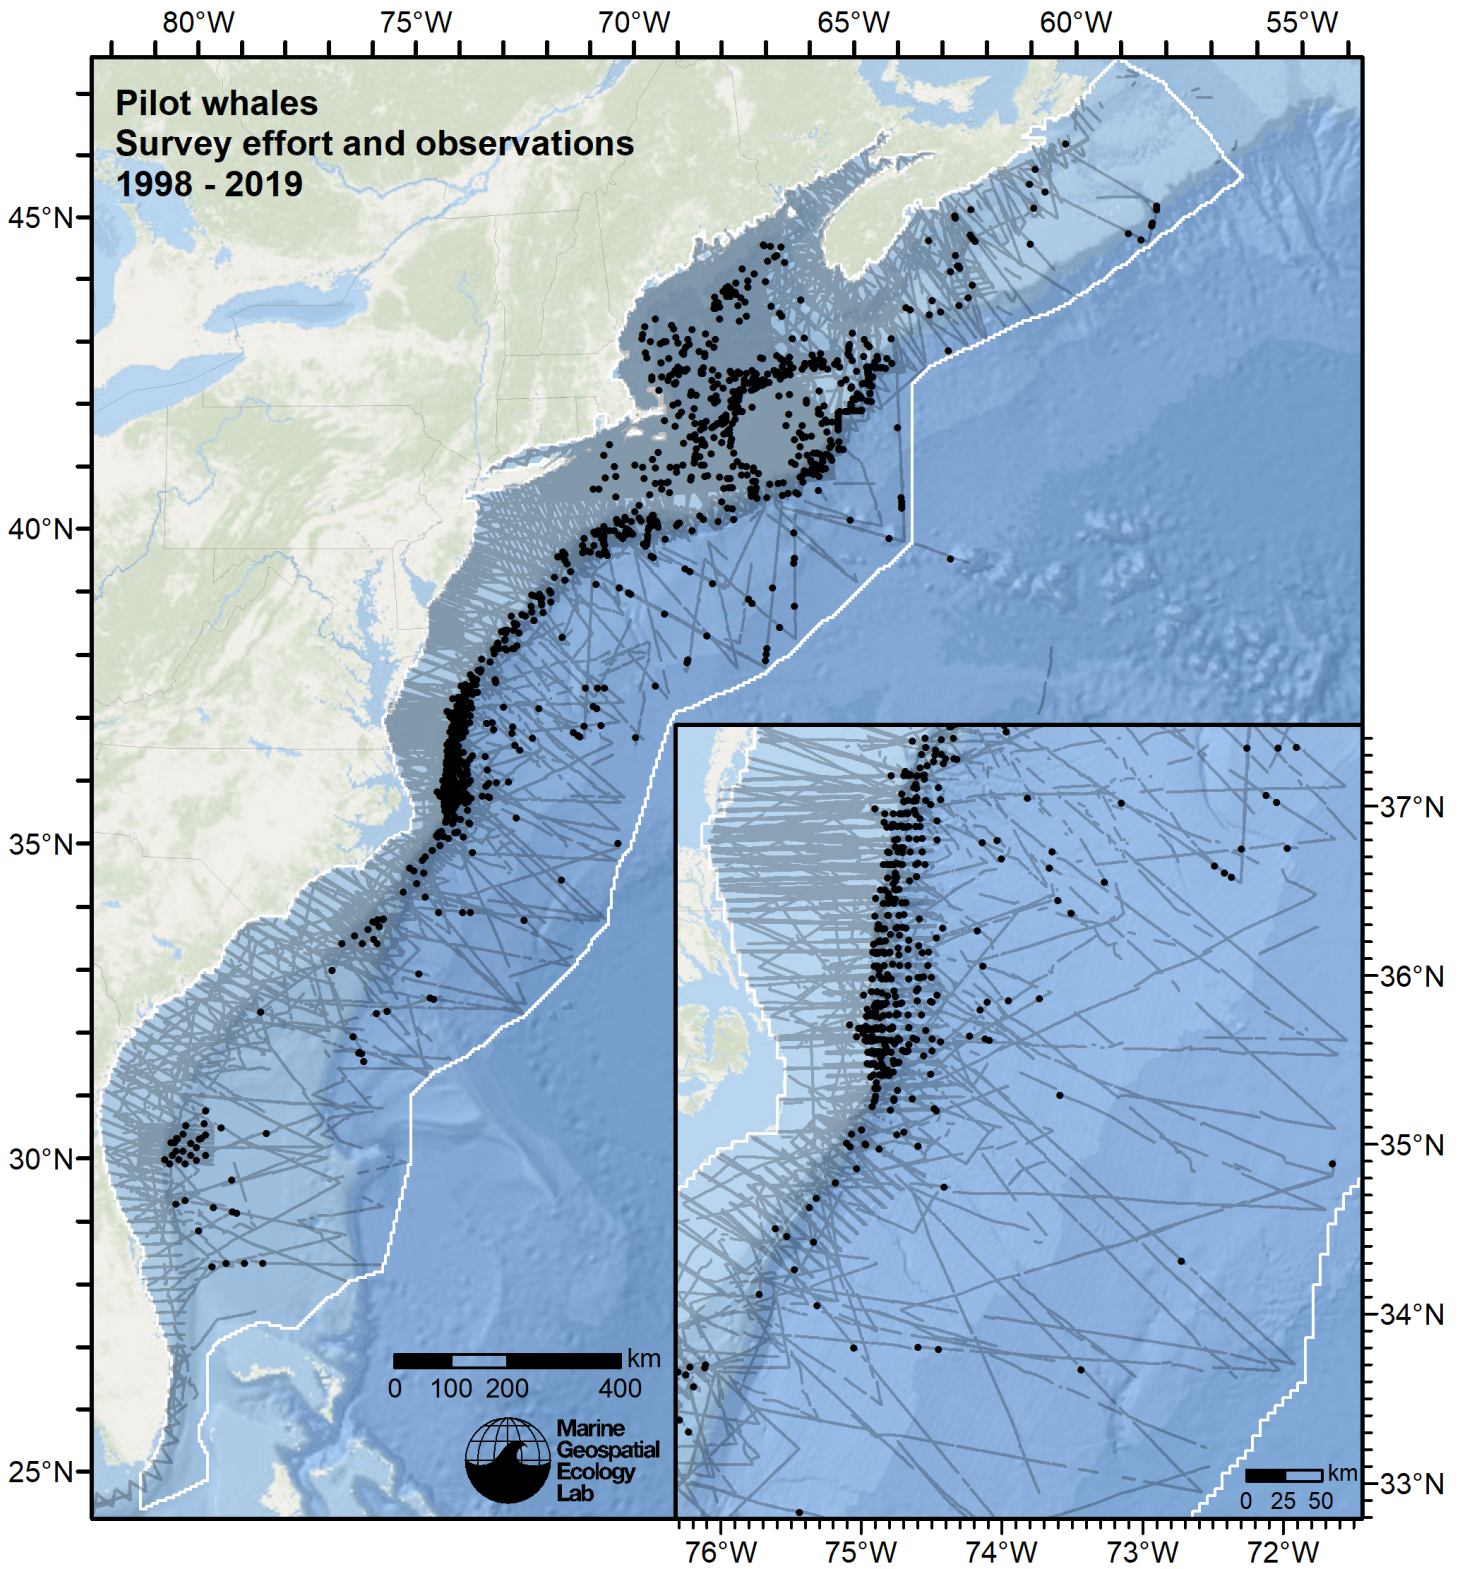 80°W 75°W 70°W 65°W 60°W 55°W
Pilot whales
Survey effort and observations
1998 - 2019
45°N
40°N
35°N
30°N
25°N
37°N
36°N
35°N
34°N
33°N
km
0 100 200 400
Marine
Geospatial
Ecology
Lab
km
0 25 50
76°W 75°W 74°W 73°W 72°W